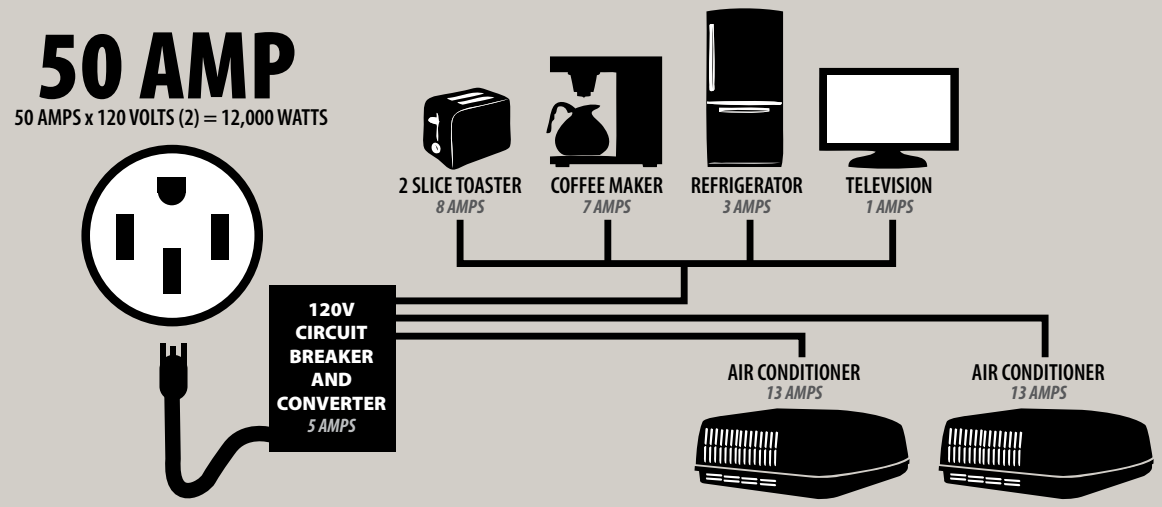 50 AMP
50 AMPS x 120 VOLTS (2) = 12,000 WATTS
2 SLICE TOASTER
8 AMPS
COFFEE MAKER
7 AMPS
REFRIGERATOR
3 AMPS
TELEVISION
1 AMPS
120V
CIRCUIT
BREAKER
AND
CONVERTER
5 AMPS
AIR CONDITIONER
13 AMPS
AIR CONDITIONER
13 AMPS